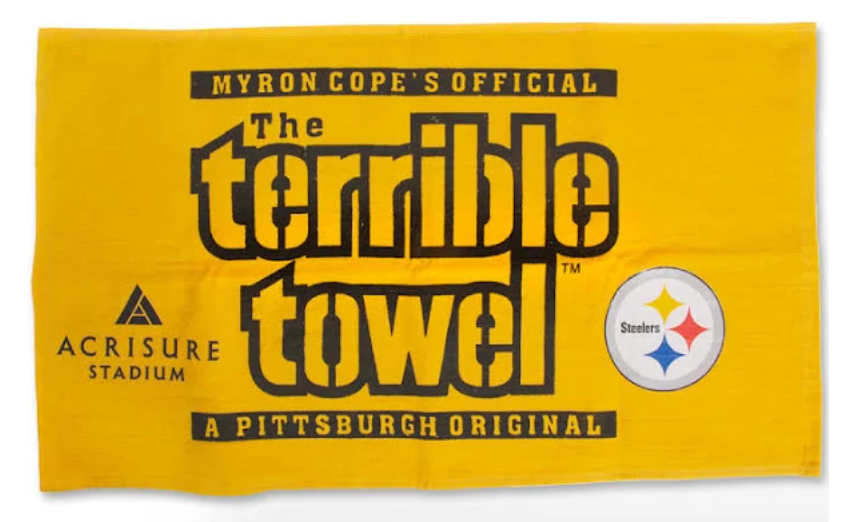 MYRON COPE'S OFFICIAL
The
terrible
towel
TM
ACRISURE
STADIUM
Steelers
A PITTSBURGH ORIGINAL